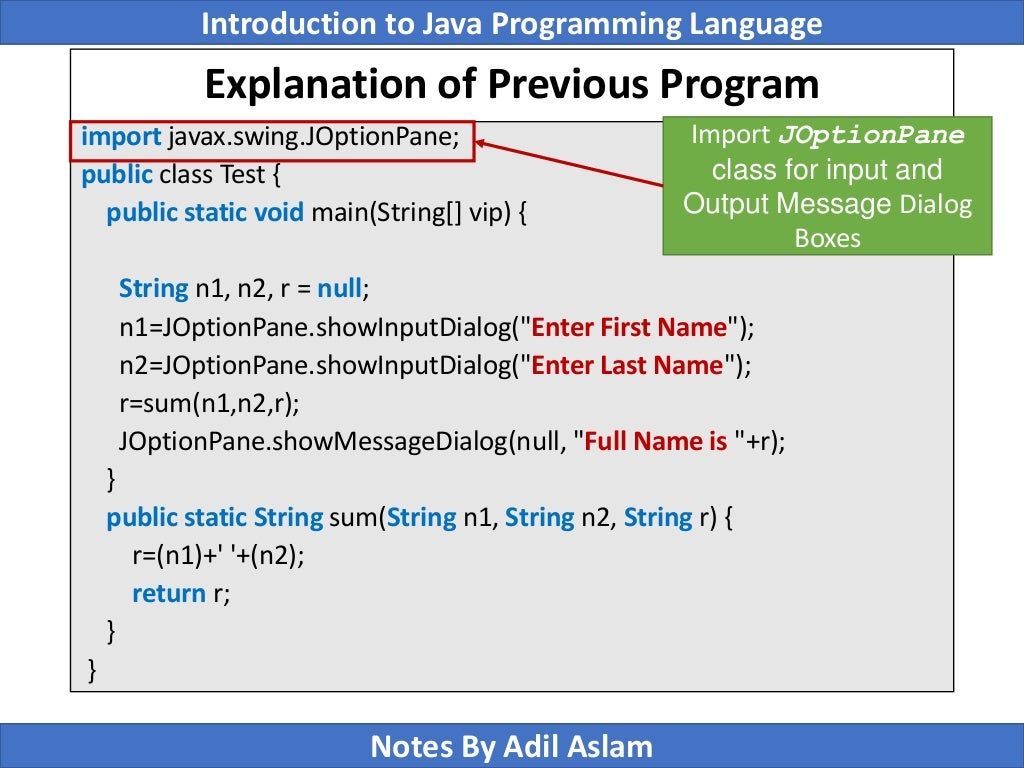 Introduction to Java Programming Language
Explanation of Previous Program
import javax.swing.JOptionPane;
public class Test {
public static void main(String[] vip) {
String n1, n2, r = null;
n1=JOptionPane.showInputDialog("Enter First Name");
n2=JOptionPane.showInputDialog("Enter Last Name");
r=sum(n1,n2,r);
JOptionPane.showMessageDialog(null, "Full Name is "+r);
}
public static String sum(String n1, String n2, String r) {
r=(n1)+' '+(n2);
return r;
}
}
Import JOptionPane
class for input and
Output Message Dialog
Boxes
Notes By Adil Aslam